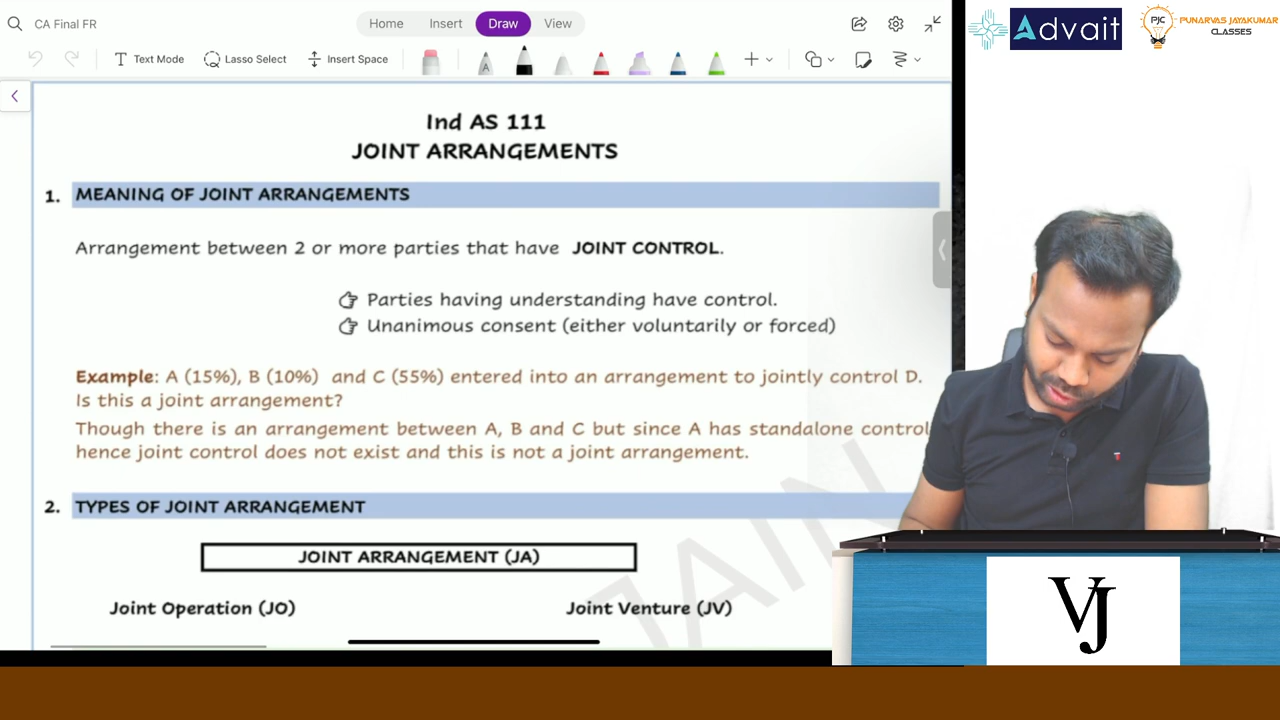 CA Final FR
Home Insert Draw View
Text Mode Lasso Select Insert Space
A
Ind AS 111
JOINT ARRANGEMENTS
1. MEANING OF JOINT ARRANGEMENTS
Arrangement between 2 or more parties that have JOINT CONTROL.
Parties having understanding have control.
Unanimous consent (either voluntarily or forced)
Example: A (15%), B (10%) and C (55%) entered into an arrangement to jointly control D.
Is this a joint arrangement?
Though there is an arrangement between A, B and C but since A has standalone control
hence joint control does not exist and this is not a joint arrangement.
2. TYPES OF JOINT ARRANGEMENT
JOINT ARRANGEMENT (JA)
Joint Operation (JO) Joint Venture (JV)
JAIN
Advait
PJC
PUNARVAS JAYAKUMAR
CLASSES
VJ